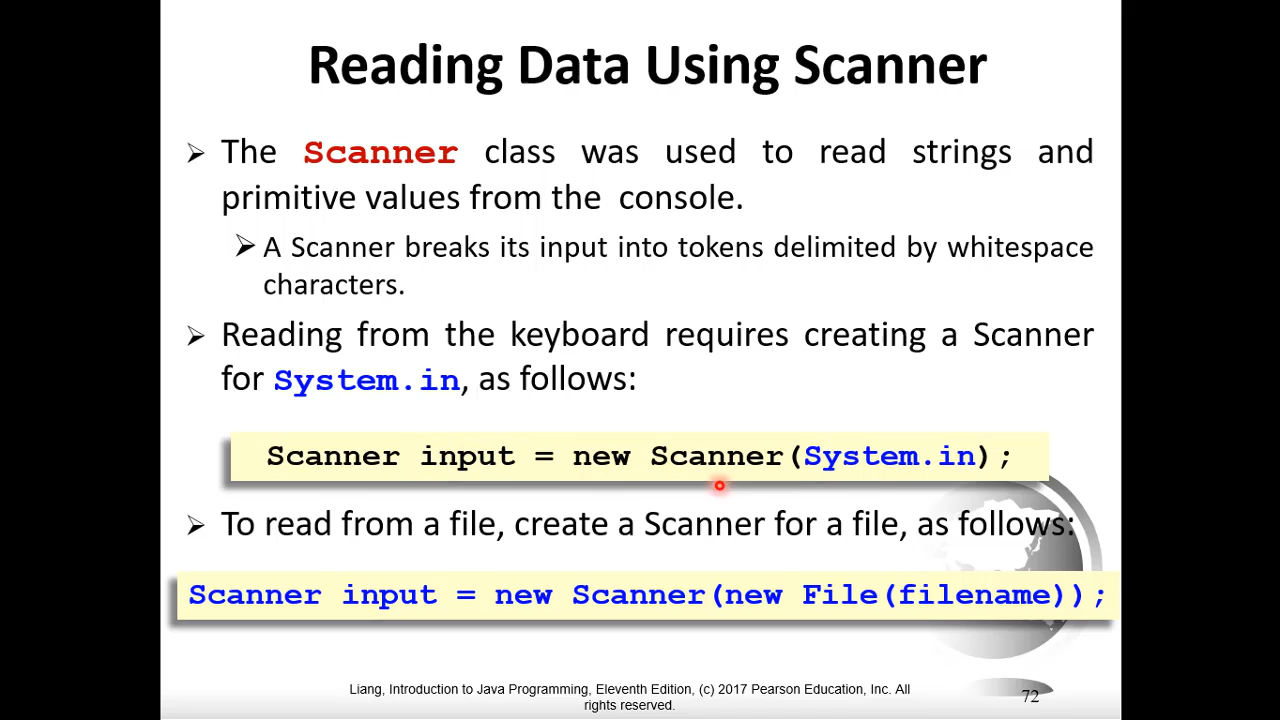 Reading Data Using Scanner
The Scanner class was used to read strings and
primitive values from the console.
A Scanner breaks its input into tokens delimited by whitespace
characters.
Reading from the keyboard requires creating a Scanner
for System.in, as follows:
Scanner input = new Scanner(System.in);
To read from a file, create a Scanner for a file, as follows:
Scanner input = new Scanner(new File(filename));
Liang, Introduction to Java Programming, Eleventh Edition, (c) 2017 Pearson Education, Inc. All
rights reserved.
72